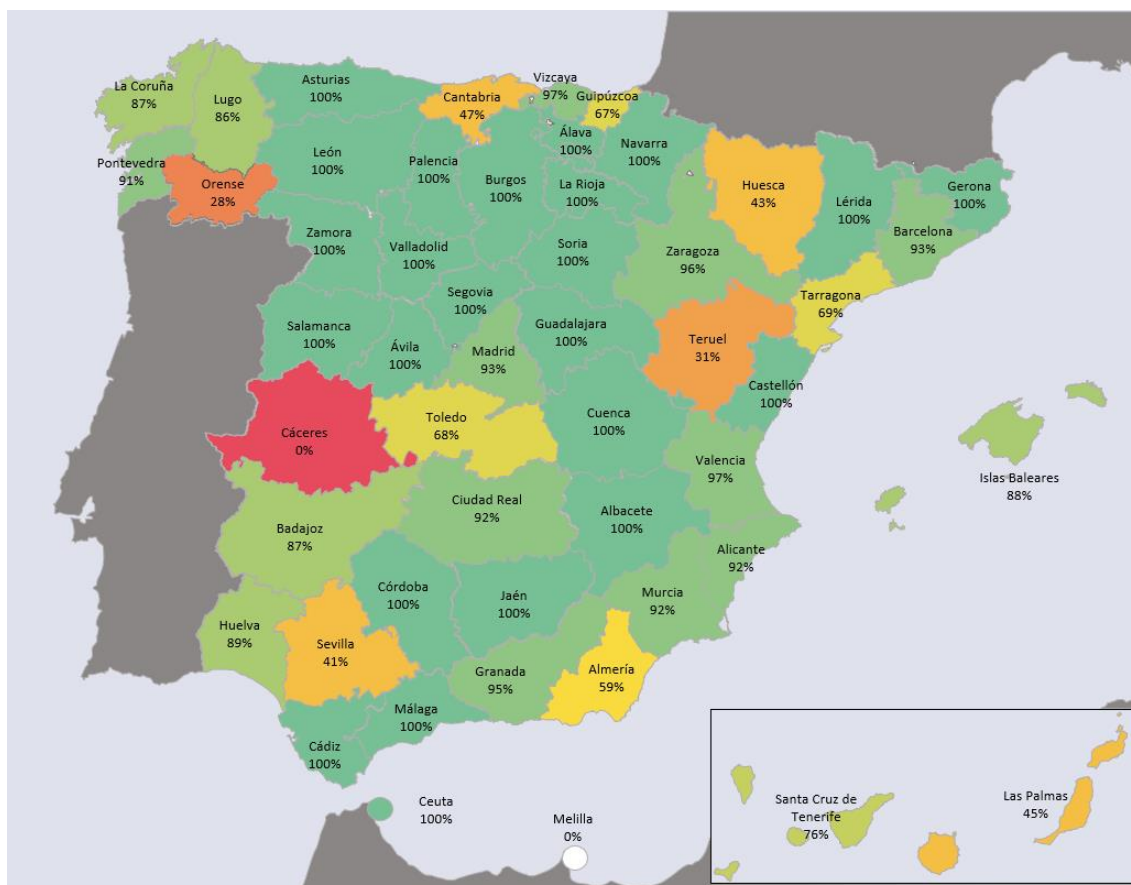 La Coruña
87%
Lugo
86%
Asturias
100%
Cantabria
47%
Vizcaya
97%
Guipúzcoa
67%
Pontevedra
91%
Orense
28%
León
100%
Palencia
100%
Burgos
100%
Álava
100%
La Rioja
100%
Navarra
100%
Huesca
43%
Lérida
100%
Gerona
100%
Barcelona
93%
Zamora
100%
Valladolid
100%
Soria
100%
Zaragoza
96%
Tarragona
69%
Segovia
100%
Salamanca
100%
Ávila
100%
Madrid
93%
Guadalajara
100%
Teruel
31%
Castellón
100%
Cáceres
0%
Toledo
68%
Cuenca
100%
Valencia
97%
Islas Baleares
88%
Badajoz
87%
Ciudad Real
92%
Albacete
100%
Alicante
92%
Huelva
89%
Sevilla
41%
Córdoba
100%
Jaén
100%
Murcia
92%
Granada
95%
Almería
59%
Cádiz
100%
Málaga
100%
Ceuta
100%
Melilla
0%
Santa Cruz de
Tenerife
76%
Las Palmas
45%